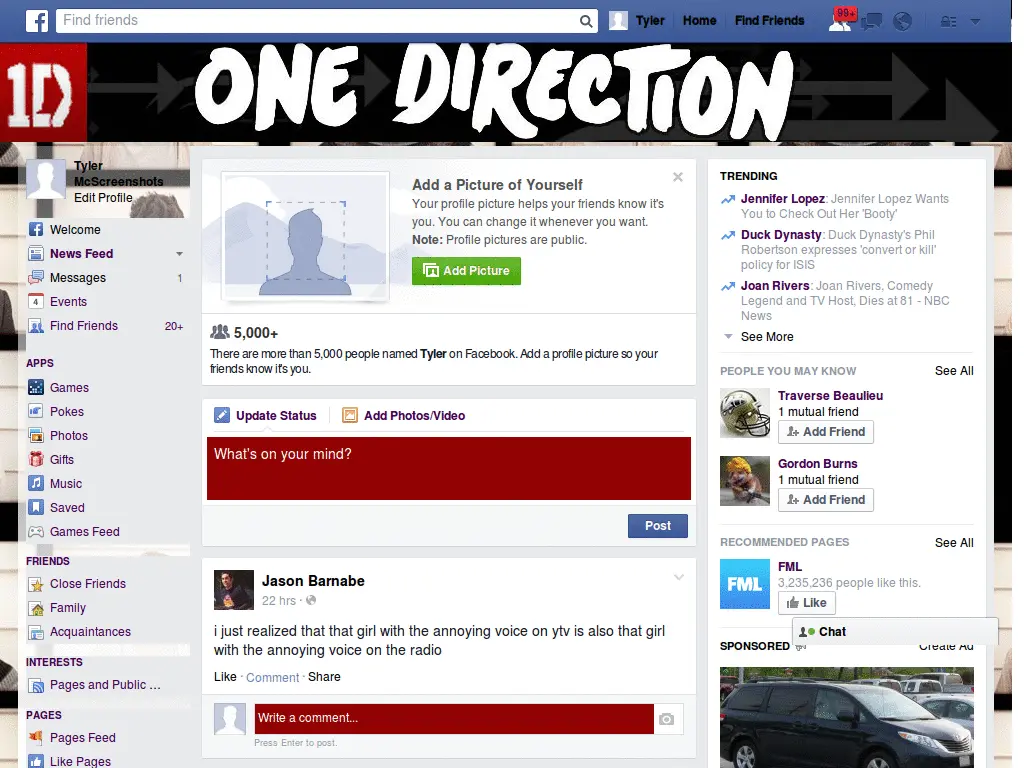 Find friends
Tyler
Home
Find Friends
99+
1D
ONE DIRECTION
Tyler
McScreenshots
Edit Profile
Welcome
News Feed
Messages 1
Events
Find Friends 20+
APPS
Games
Pokes
Photos
Gifts
Music
Saved
Games Feed
FRIENDS
Close Friends
Family
Acquaintances
INTERESTS
Pages and Public ...
PAGES
Pages Feed
Like Pages
Add a Picture of Yourself
Your profile picture helps your friends know it's
you. You can change it whenever you want.
Note: Profile pictures are public.
Add Picture
5,000+
There are more than 5,000 people named Tyler on Facebook. Add a profile picture so your
friends know it's you.
Update Status
Add Photos/Video
What's on your mind?
Post
Jason Barnabe
22 hrs ·
i just realized that that girl with the annoying voice on ytv is also that girl
with the annoying voice on the radio
Like · Comment · Share
Write a comment...
Press Enter to post.
TRENDING
Jennifer Lopez: Jennifer Lopez Wants
You to Check Out Her 'Booty'
Duck Dynasty: Duck Dynasty's Phil
Robertson expresses 'convert or kill'
policy for ISIS
Joan Rivers: Joan Rivers, Comedy
Legend and TV Host, Dies at 81 - NBC
News
See More
PEOPLE YOU MAY KNOW See All
Traverse Beaulieu
1 mutual friend
Add Friend
Gordon Burns
1 mutual friend
Add Friend
RECOMMENDED PAGES See All
FML
FML
3,235,236 people like this.
Like
Chat
SPONSORED Create Ad